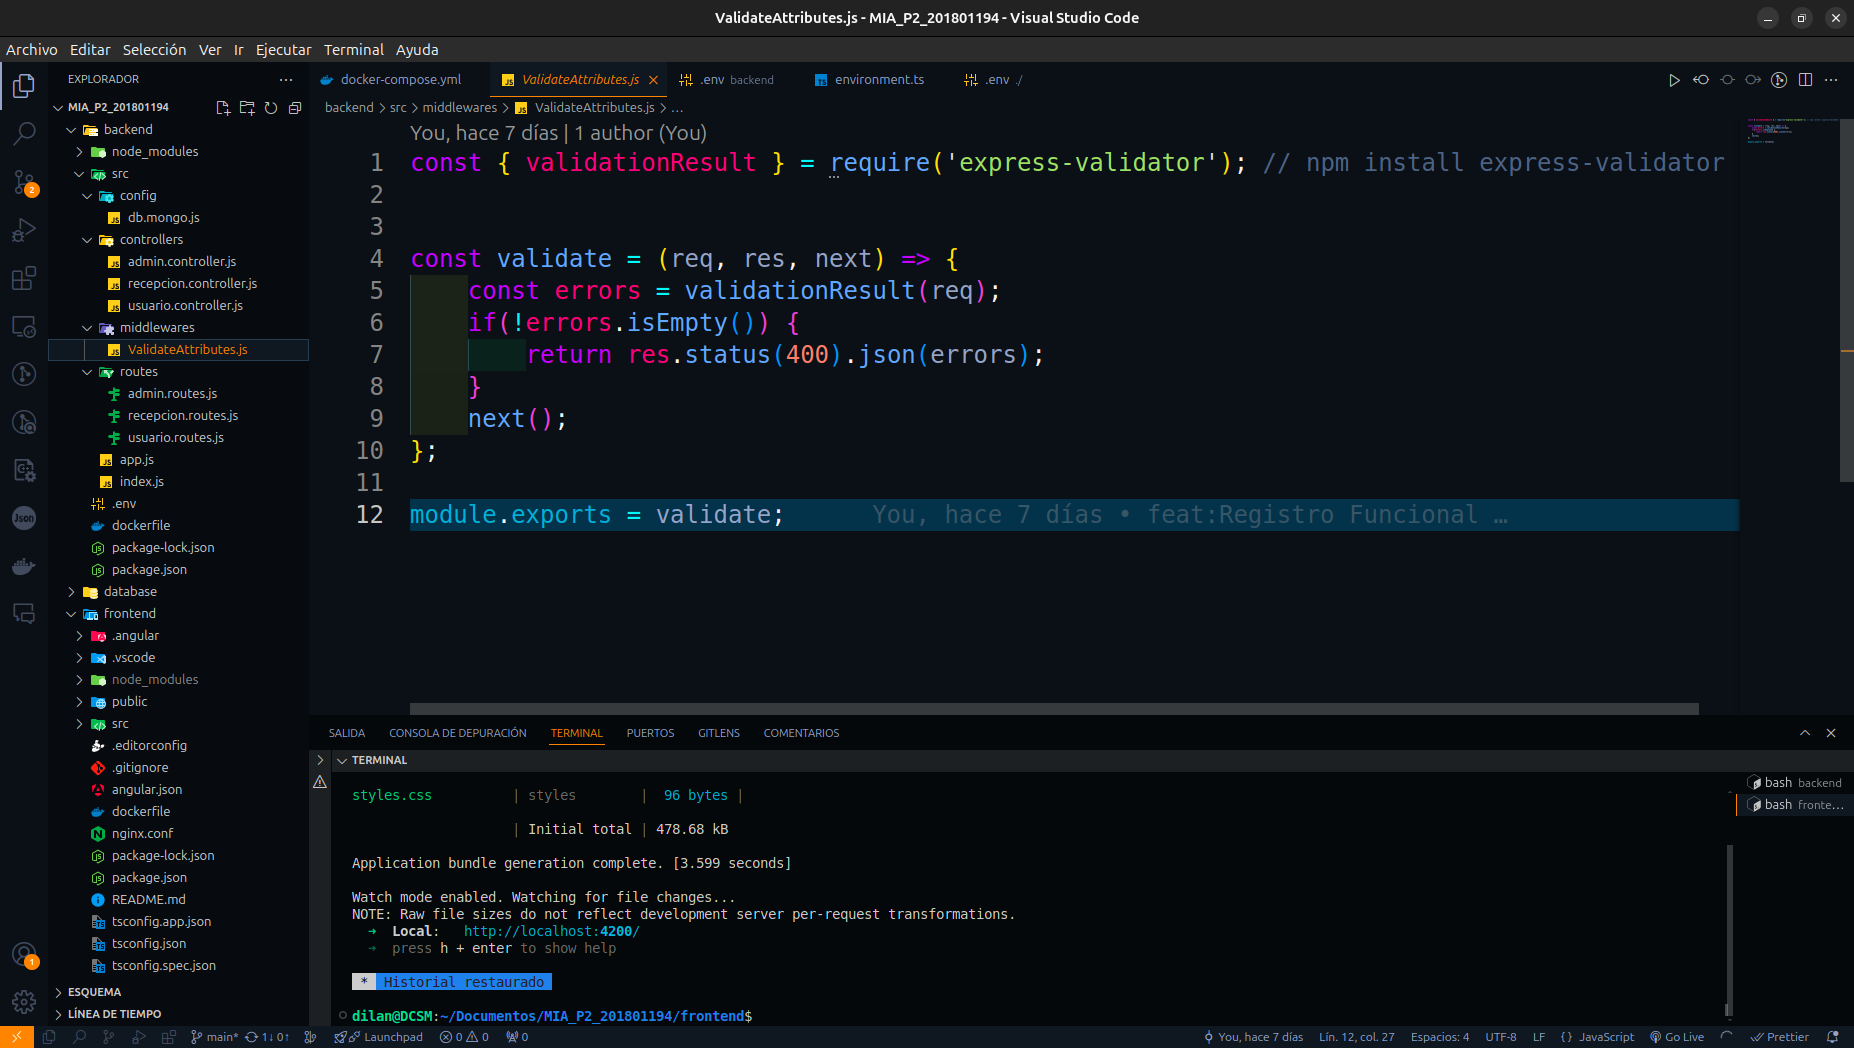 ValidateAttributes.js - MIA_P2_201801194 - Visual Studio Code
Archivo Editar Selección Ver Ir Ejecutar Terminal Ayuda
EXPLORADOR
MIA_P2_201801194
backend
node_modules
src
config
db.mongo.js
controllers
admin.controller.js
recepcion.controller.js
usuario.controller.js
middlewares
ValidateAttributes.js
routes
admin.routes.js
recepcion.routes.js
usuario.routes.js
app.js
index.js
.env
dockerfile
package-lock.json
package.json
database
frontend
.angular
.vscode
node_modules
public
src
.editorconfig
.gitignore
angular.json
dockerfile
nginx.conf
package-lock.json
package.json
README.md
tsconfig.app.json
tsconfig.json
tsconfig.spec.json
ESQUEMA
LÍNEA DE TIEMPO
2
Json
1
docker-compose.yml ValidateAttributes.js .env backend environment.ts .env ./
backend > src > middlewares > ValidateAttributes.js > ...
You, hace 7 días | 1 author (You)
1 const { validationResult } = require('express-validator'); // npm install express-validator
2
3
4 const validate = (req, res, next) => {
5 const errors = validationResult(req);
6 if(!errors.isEmpty()) {
7 return res.status(400).json(errors);
8 }
9 next();
10 };
11
12 module.exports = validate; You, hace 7 días • feat:Registro Funcional …
SALIDA CONSOLA DE DEPURACIÓN TERMINAL PUERTOS GITLENS COMENTARIOS
TERMINAL
styles.css | styles | 96 bytes |
| Initial total | 478.68 kB
Application bundle generation complete. [3.599 seconds]
Watch mode enabled. Watching for file changes...
NOTE: Raw file sizes do not reflect development server per-request transformations.
➜ Local: http://localhost:4200/
➜ press h + enter to show help
* Historial restaurado
dilan@DCSM:~/Documentos/MIA_P2_201801194/frontend$
bash backend
bash fronte...
main* 1↓ 0↑ Launchpad 0 0 0 You, hace 7 días Lín. 12, col. 27 Espacios: 4 UTF-8 LF {} JavaScript Go Live Prettier